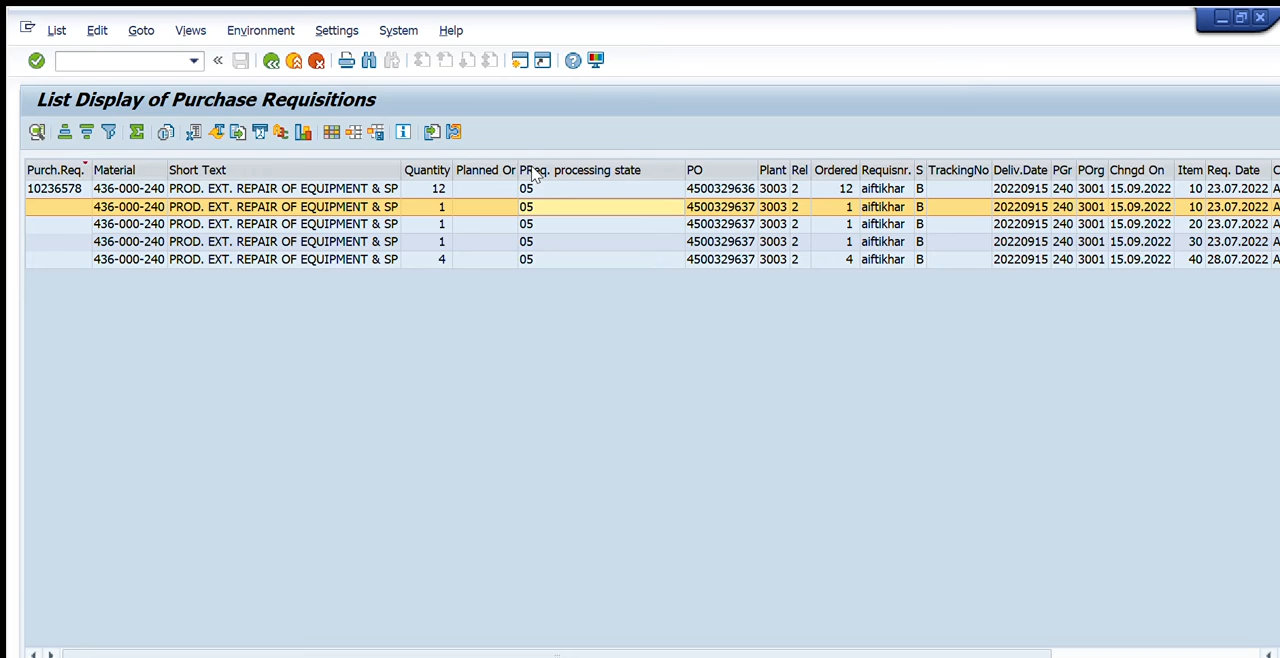 List Edit Goto Views Environment Settings System Help
List Display of Purchase Requisitions
Purch.Req. Material Short Text Quantity Planned Or PReq. processing state PO Plant Rel Ordered Requisnr. S TrackingNo Deliv.Date PGr POrg Chngd On Item Req. Date C
10236578 436-000-240 PROD. EXT. REPAIR OF EQUIPMENT & SP 12 05 4500329636 3003 2 12 aiftikhar B 20220915 240 3001 15.09.2022 10 23.07.2022 A
436-000-240 PROD. EXT. REPAIR OF EQUIPMENT & SP 1 05 4500329637 3003 2 1 aiftikhar B 20220915 240 3001 15.09.2022 10 23.07.2022 A
436-000-240 PROD. EXT. REPAIR OF EQUIPMENT & SP 1 05 4500329637 3003 2 1 aiftikhar B 20220915 240 3001 15.09.2022 20 23.07.2022 A
436-000-240 PROD. EXT. REPAIR OF EQUIPMENT & SP 1 05 4500329637 3003 2 1 aiftikhar B 20220915 240 3001 15.09.2022 30 23.07.2022 A
436-000-240 PROD. EXT. REPAIR OF EQUIPMENT & SP 4 05 4500329637 3003 2 4 aiftikhar B 20220915 240 3001 15.09.2022 40 28.07.2022 A